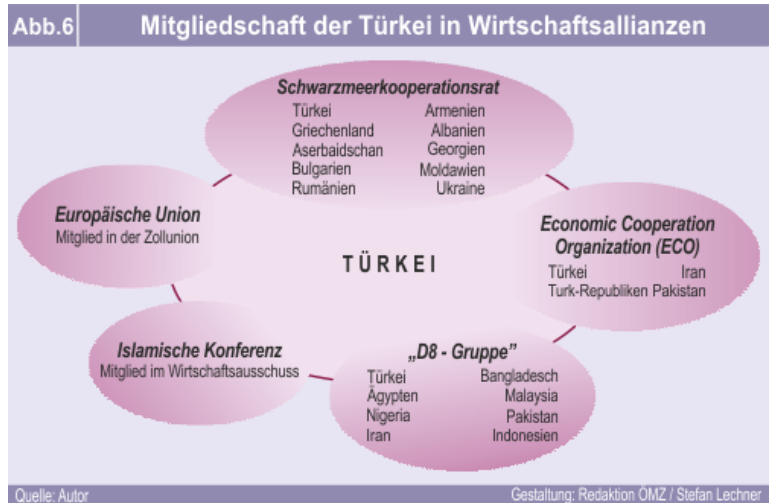 Abb.6 Mitgliedschaft der Türkei in Wirtschaftsallianzen
Schwarzmeerkooperationsrat
Türkei Armenien
Griechenland Albanien
Aserbaidschan Georgien
Bulgarien Moldawien
Rumänien Ukraine
Europäische Union
Mitglied in der Zollunion
TÜRKEI
Economic Cooperation
Organization (ECO)
Türkei Iran
Turk-Republiken Pakistan
Islamische Konferenz
Mitglied im Wirtschaftsausschuss
„D8 - Gruppe”
Türkei Bangladesch
Ägypten Malaysia
Nigeria Pakistan
Iran Indonesien
Quelle: Autor Gestaltung: Redaktion ÖMZ / Stefan Lechner